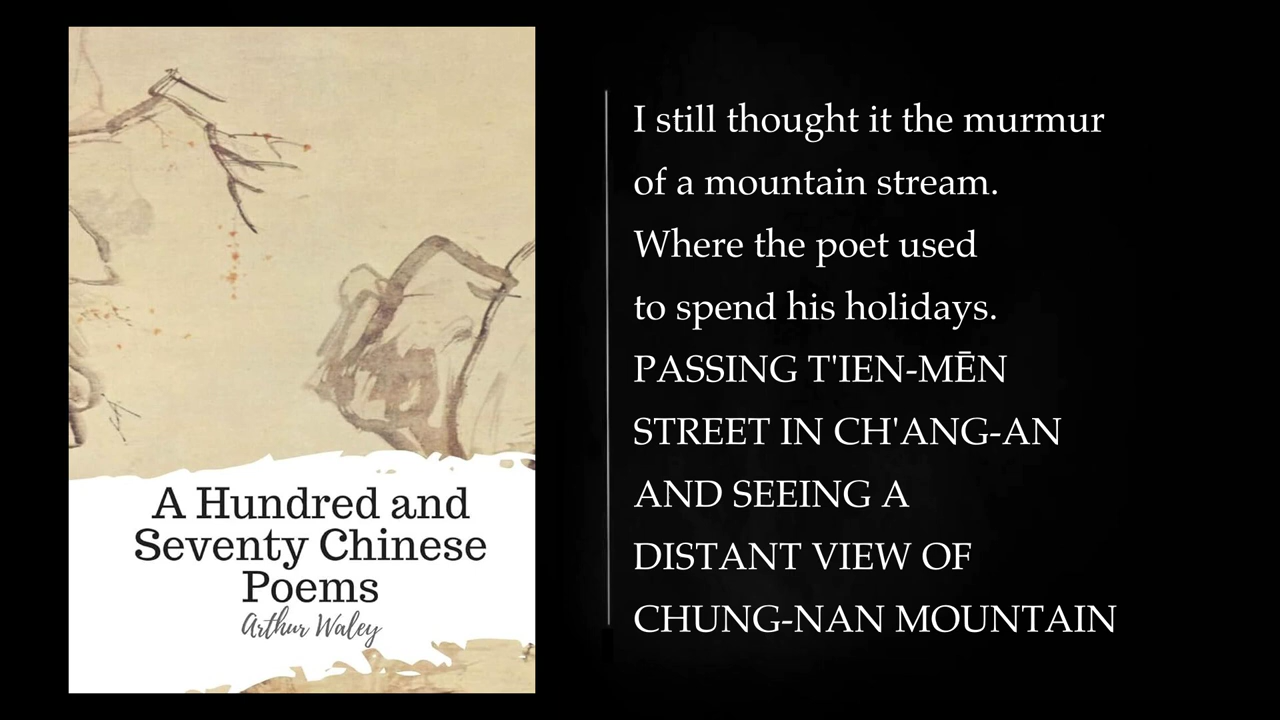 A Hundred and
Seventy Chinese
Poems
Arthur Waley
I still thought it the murmur
of a mountain stream.
Where the poet used
to spend his holidays.
PASSING T'IEN-MĒN
STREET IN CH'ANG-AN
AND SEEING A
DISTANT VIEW OF
CHUNG-NAN MOUNTAIN